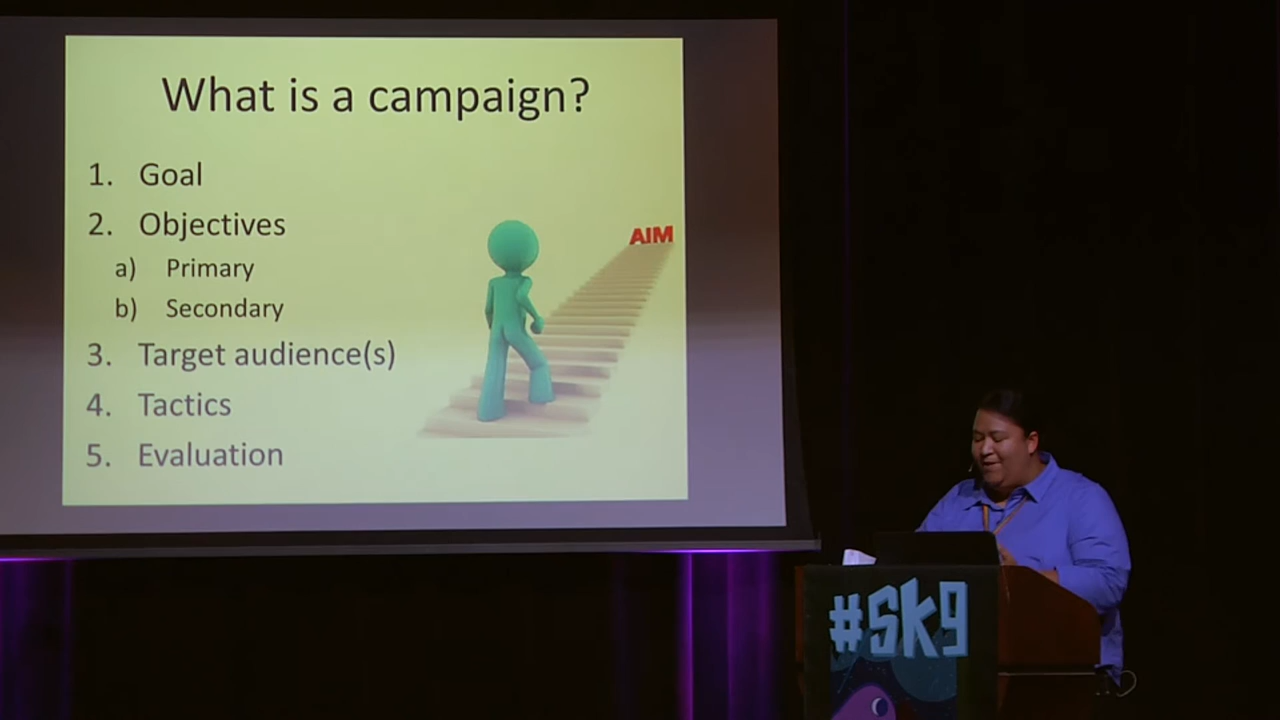 What is a campaign?
1. Goal
2. Objectives
a) Primary
b) Secondary
3. Target audience(s)
4. Tactics
5. Evaluation
AIM
#sk9